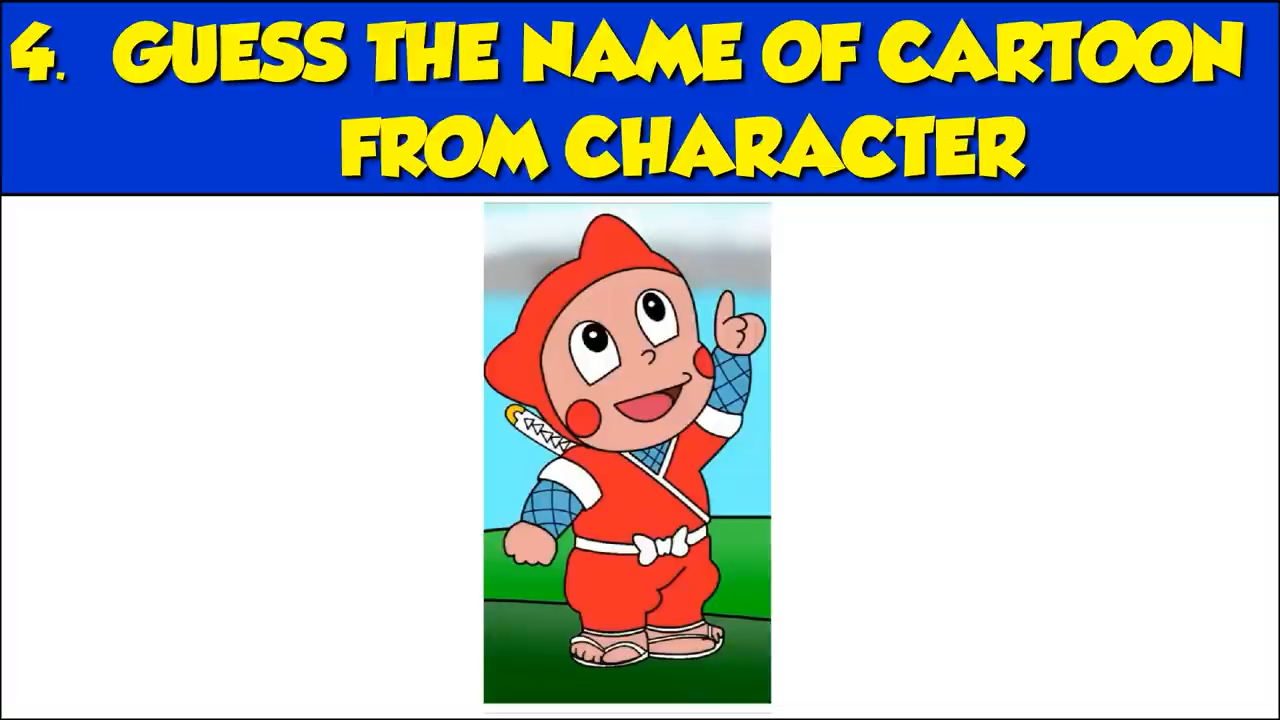 4. GUESS THE NAME OF CARTOON
FROM CHARACTER